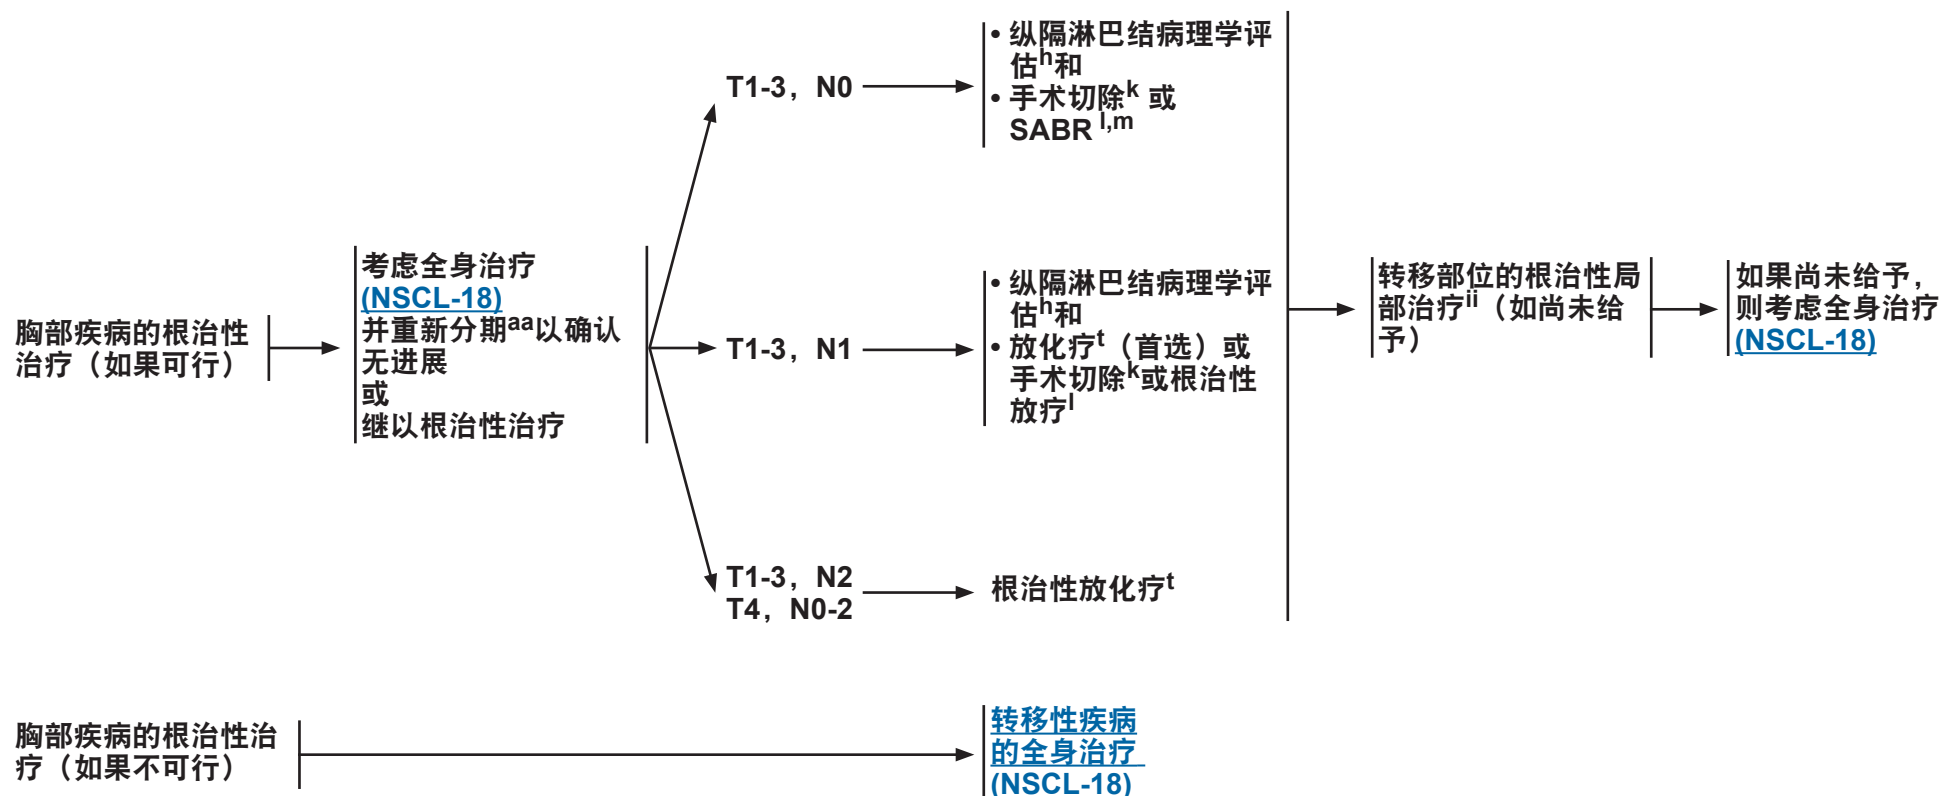 胸部疾病的根治性
治疗（如果可行）
考虑全身治疗
(NSCL-18)
并重新分期aa以确认
无进展
或
继以根治性治疗
T1-3，N0
• 纵隔淋巴结病理学评
估h和
• 手术切除k 或
SABR l,m
T1-3，N1
• 纵隔淋巴结病理学评
估h和
• 放化疗t（首选）或
手术切除k或根治性
放疗l
T1-3，N2
T4，N0-2
根治性放化疗t
转移部位的根治性局
部治疗ii（如尚未给
予）
如果尚未给予，
则考虑全身治疗
(NSCL-18)
胸部疾病的根治性治
疗（如果不可行）
转移性疾病
的全身治疗
(NSCL-18)